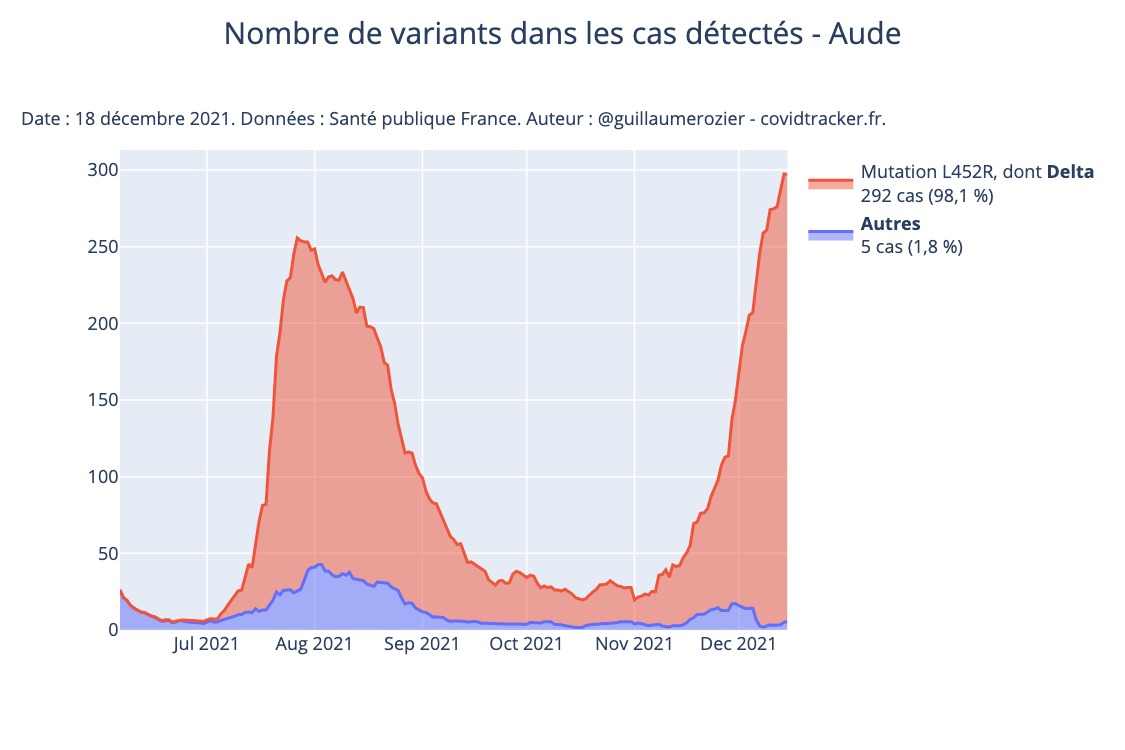 Nombre de variants dans les cas détectés - Aude
Date : 18 décembre 2021. Données : Santé publique France. Auteur : @guillaumerozier - covidtracker.fr.
300
250
200
150
100
50
0
Jul 2021 Aug 2021 Sep 2021 Oct 2021 Nov 2021 Dec 2021
Mutation L452R, dont Delta
292 cas (98,1 %)
Autres
5 cas (1,8 %)